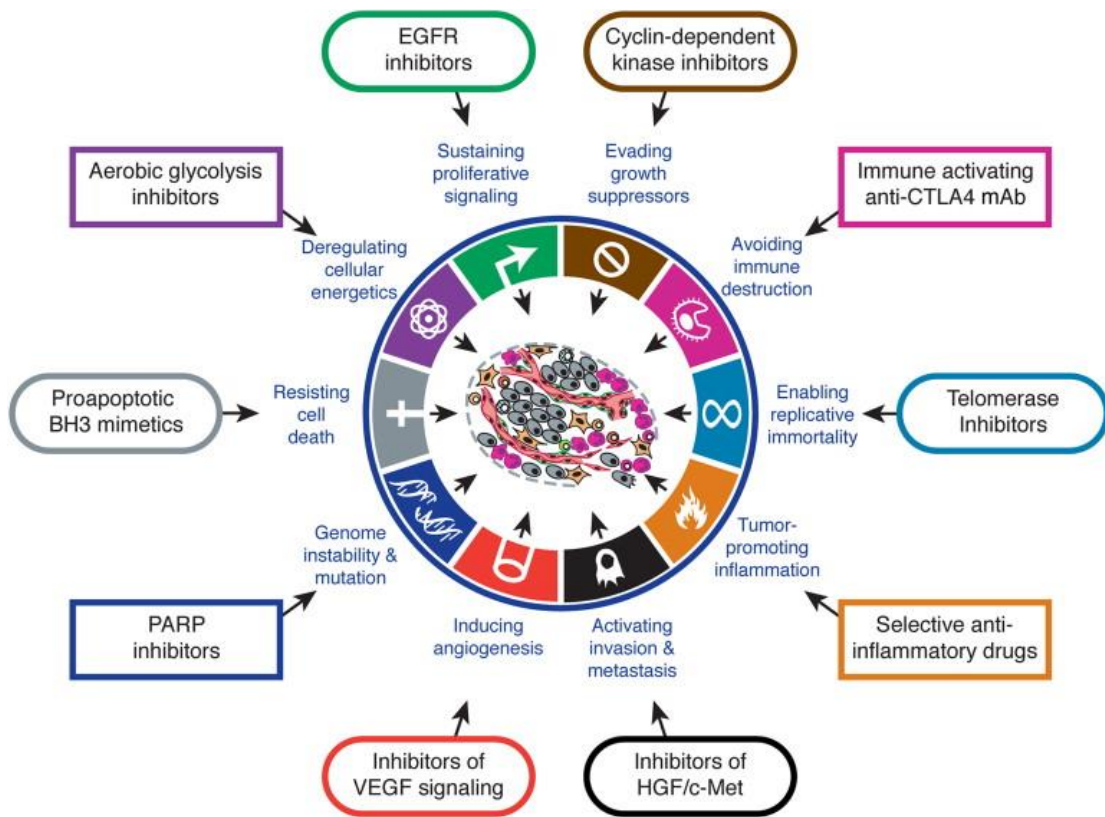 EGFR
inhibitors
Cyclin-dependent
kinase inhibitors
Sustaining
proliferative
signaling
Evading
growth
suppressors
Aerobic glycolysis
inhibitors
Immune activating
anti-CTLA4 mAb
Deregulating
cellular
energetics
Avoiding
immune
destruction
Proapoptotic
BH3 mimetics
Resisting
cell
death
Enabling
replicative
immortality
Telomerase
Inhibitors
Genome
instability &
mutation
Tumor-
promoting
inflammation
PARP
inhibitors
Inducing
angiogenesis
Activating
invasion &
metastasis
Selective anti-
inflammatory drugs
Inhibitors of
VEGF signaling
Inhibitors of
HGF/c-Met